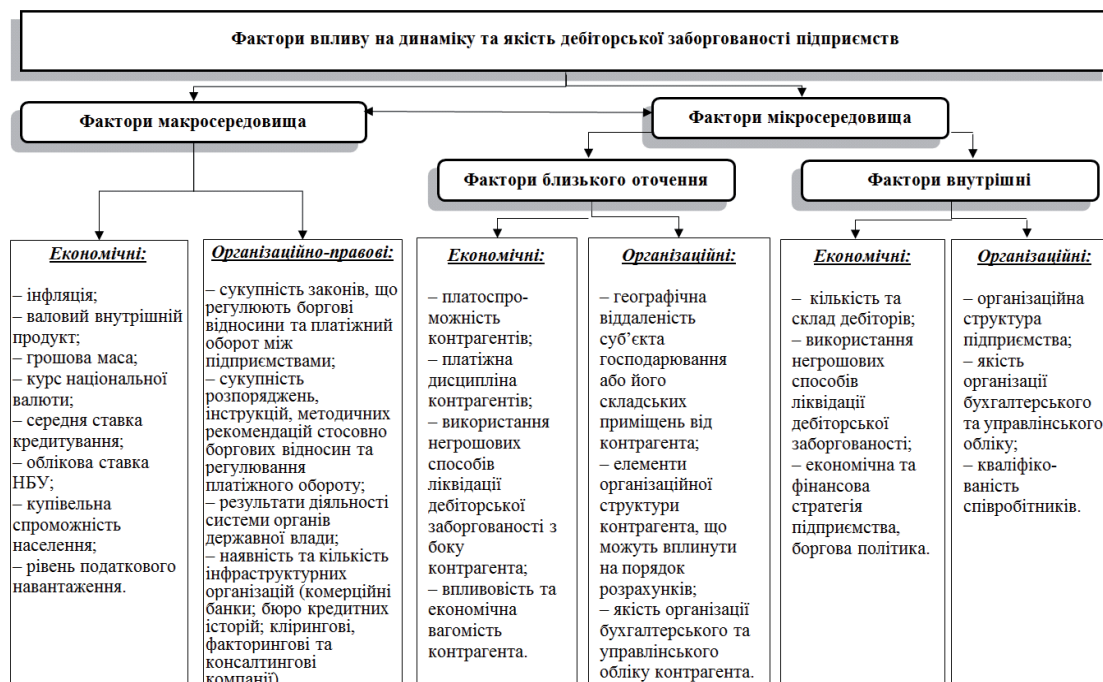 Фактори впливу на динаміку та якість дебіторської заборгованості підприємств
Фактори макросередовища
Фактори мікросередовища
Фактори близького оточення
Фактори внутрішні
Економічні:
– інфляція;
– валовий внутрішній
продукт;
– грошова маса;
– курс національної
валюти;
– середня ставка
кредитування;
– облікова ставка
НБУ;
– купівельна
спроможність
населення;
– рівень податкового
навантаження.
Організаційно-правові:
– сукупність законів, що
регулюють боргові
відносини та платіжний
оборот між
підприємствами;
– сукупність
розпоряджень,
інструкцій, методичних
рекомендацій стосовно
боргових відносин та
регулювання
платіжного обороту;
– результати діяльності
системи органів
державної влади;
– наявність та кількість
інфраструктурних
організацій (комерційні
банки; бюро кредитних
історій; клірингові,
факторингові та
консалтингові
компанії)
Економічні:
– платоспро-
можність
контрагентів;
– платіжна
дисципліна
контрагентів;
– використання
негрошових
способів
ліквідації
дебіторської
заборгованості з
боку
контрагента;
– впливовість та
економічна
вагомість
контрагента.
Організаційні:
– географічна
віддаленість
суб’єкта
господарювання
або його
складських
приміщень від
контрагента;
– елементи
організаційної
структури
контрагента, що
можуть вплинути
на порядок
розрахунків;
– якість організації
бухгалтерського та
управлінського
обліку контрагента.
Економічні:
– кількість та
склад дебіторів;
– використання
негрошових
способів
ліквідації
дебіторської
заборгованості;
– економічна та
фінансова
стратегія
підприємства,
боргова політика.
Організаційні:
– організаційна
структура
підприємства;
– якість
організації
бухгалтерського
та управлінського
обліку;
– кваліфіко-
ваність
співробітників.